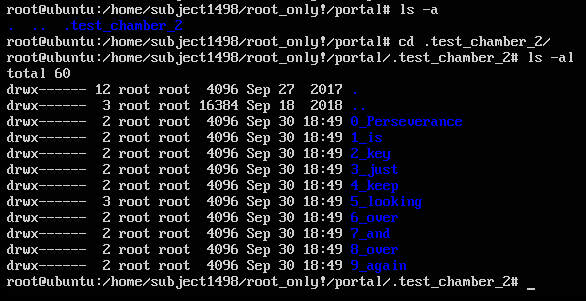 root@ubuntu:/home/subject1498/root_only!/portal# ls -a
.  ..  .test_chamber_2
root@ubuntu:/home/subject1498/root_only!/portal# cd .test_chamber_2/
root@ubuntu:/home/subject1498/root_only!/portal/.test_chamber_2# ls -al
total 60
drwx------ 12 root root  4096 Sep 27  2017 .
drwx------  3 root root 16384 Sep 18  2018 ..
drwx------  2 root root  4096 Sep 30 18:49 0_Perseverance
drwx------  2 root root  4096 Sep 30 18:49 1_is
drwx------  2 root root  4096 Sep 30 18:49 2_key
drwx------  2 root root  4096 Sep 30 18:49 3_just
drwx------  2 root root  4096 Sep 30 18:49 4_keep
drwx------  3 root root  4096 Sep 30 18:49 5_looking
drwx------  2 root root  4096 Sep 30 18:49 6_over
drwx------  2 root root  4096 Sep 30 18:49 7_and
drwx------  2 root root  4096 Sep 30 18:49 8_over
drwx------  2 root root  4096 Sep 30 18:49 9_again
root@ubuntu:/home/subject1498/root_only!/portal/.test_chamber_2# _